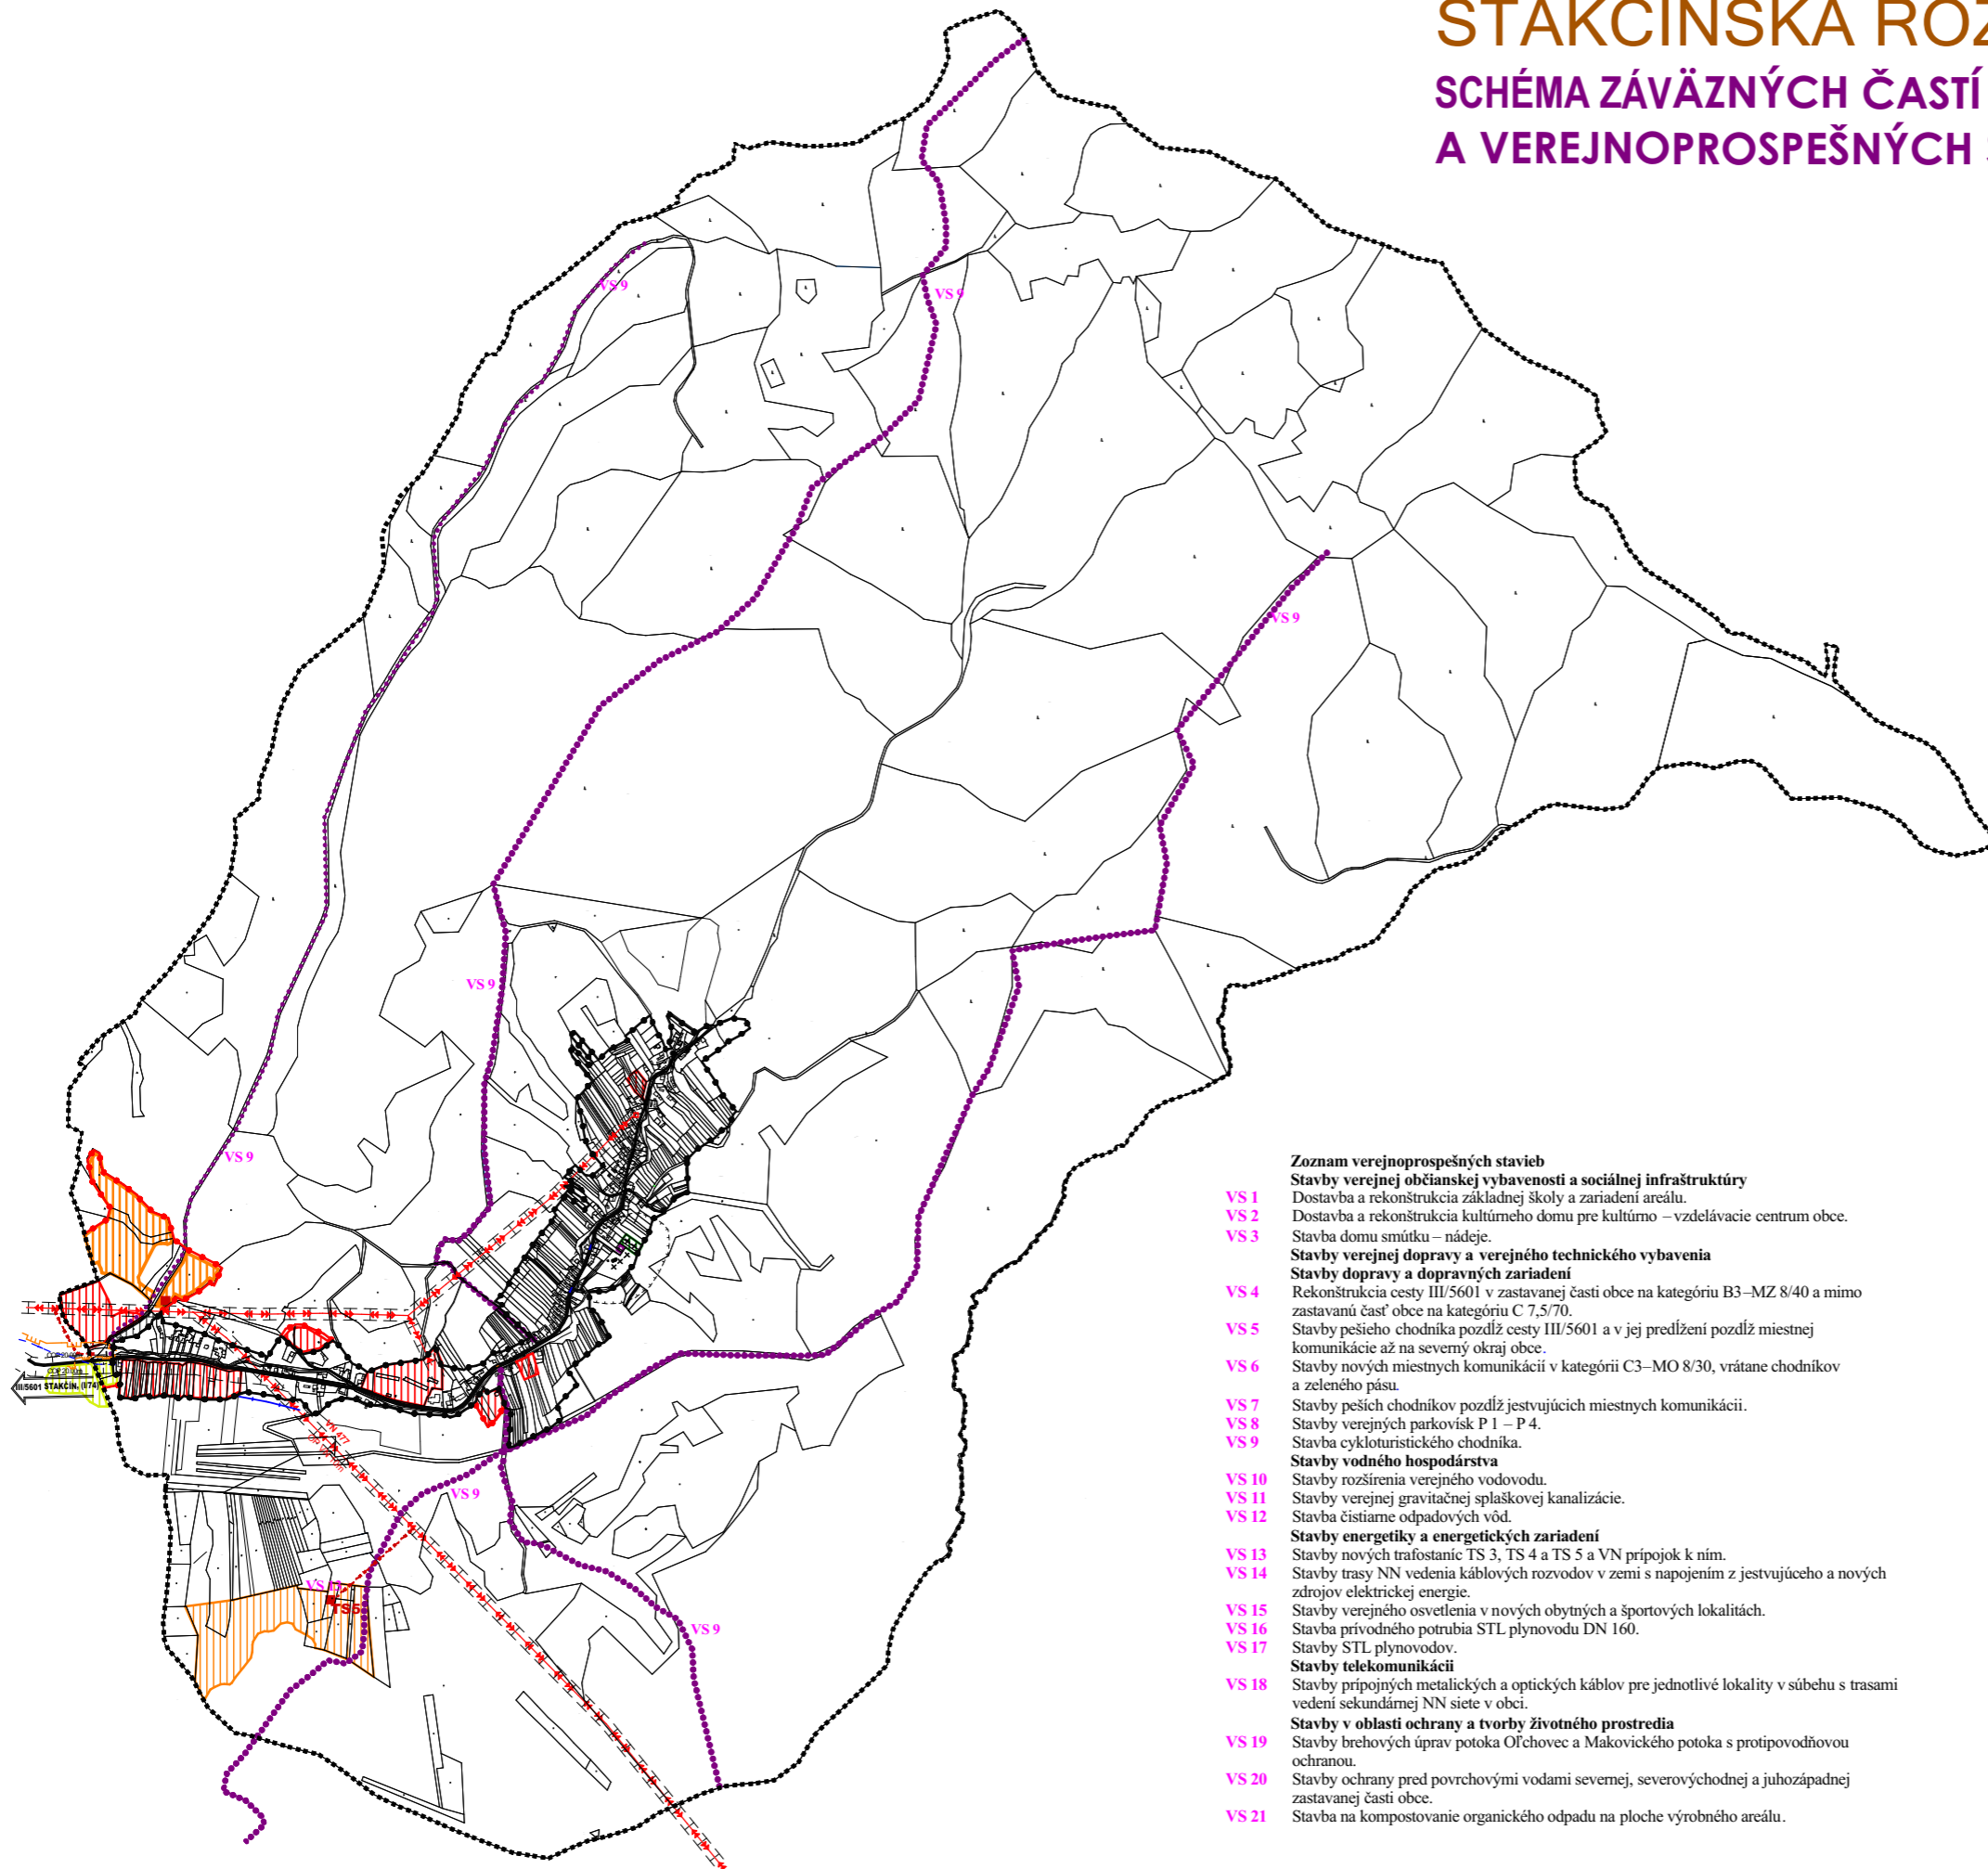 STAKČÍNSKA ROZ
SCHÉMA ZÁVÄZNÝCH ČASTÍ
A VEREJNOPROSPEŠNÝCH
VS 9
VS 9
VS 9
VS 9
VS 9
VS 9
VS 9
VN 477
TS5
III/5601 STAKČÍN, (I/74)
Zoznam verejnoprospešných stavieb
Stavby verejnej občianskej vybavenosti a sociálnej infraštruktúry
VS 1 Dostavba a rekonštrukcia základnej školy a zariadení areálu.
VS 2 Dostavba a rekonštrukcia kultúrneho domu pre kultúrno – vzdelávacie centrum obce.
VS 3 Stavba domu smútku – nádeje.
Stavby verejnej dopravy a verejného technického vybavenia
Stavby dopravy a dopravných zariadení
VS 4 Rekonštrukcia cesty III/5601 v zastavanej časti obce na kategóriu B3–MZ 8/40 a mimo
zastavanú časť obce na kategóriu C 7,5/70.
VS 5 Stavby pešieho chodníka pozdĺž cesty III/5601 a v jej predĺžení pozdĺž miestnej
komunikácie až na severný okraj obce.
VS 6 Stavby nových miestnych komunikácií v kategórii C3–MO 8/30, vrátane chodníkov
a zeleného pásu.
VS 7 Stavby peších chodníkov pozdĺž jestvujúcich miestnych komunikácii.
VS 8 Stavby verejných parkovísk P 1 – P 4.
VS 9 Stavba cykloturistického chodníka.
Stavby vodného hospodárstva
VS 10 Stavby rozšírenia verejného vodovodu.
VS 11 Stavby verejnej gravitačnej splaškovej kanalizácie.
VS 12 Stavba čistiarne odpadových vôd.
Stavby energetiky a energetických zariadení
VS 13 Stavby nových trafostaníc TS 3, TS 4 a TS 5 a VN prípojok k ním.
VS 14 Stavby trasy NN vedenia káblových rozvodov v zemi s napojením z jestvujúceho a nových
zdrojov elektrickej energie.
VS 15 Stavby verejného osvetlenia v nových obytných a športových lokalitách.
VS 16 Stavba prívodného potrubia STL plynovodu DN 160.
VS 17 Stavby STL plynovodov.
Stavby telekomunikácii
VS 18 Stavby prípojných metalických a optických káblov pre jednotlivé lokality v súbehu s trasami
vedení sekundárnej NN siete v obci.
Stavby v oblasti ochrany a tvorby životného prostredia
VS 19 Stavby brehových úprav potoka Oľchovec a Makovického potoka s protipovodňovou
ochranou.
VS 20 Stavby ochrany pred povrchovými vodami severnej, severovýchodnej a juhozápadnej
zastavanej časti obce.
VS 21 Stavba na kompostovanie organického odpadu na ploche výrobného areálu.